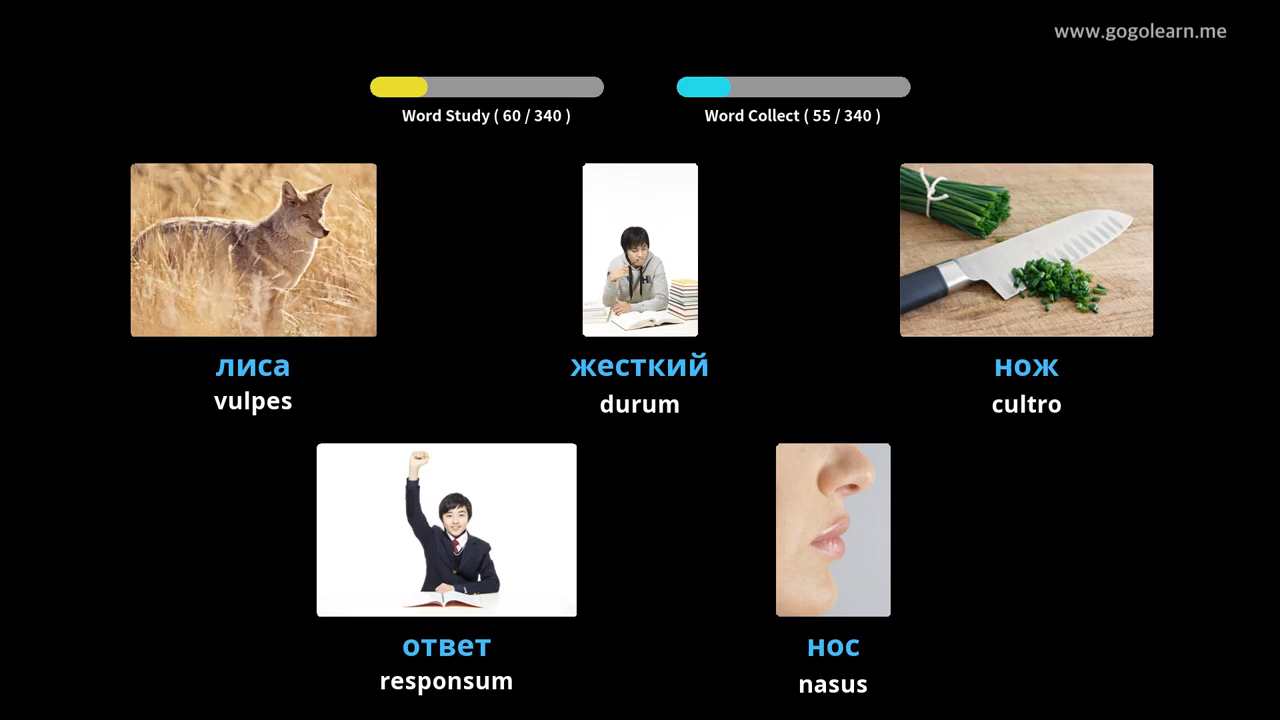 www.gogolearn.me
Word Study ( 60 / 340 )
Word Collect ( 55 / 340 )
лиса
vulpes
жесткий
durum
нож
cultro
ответ
responsum
нос
nasus